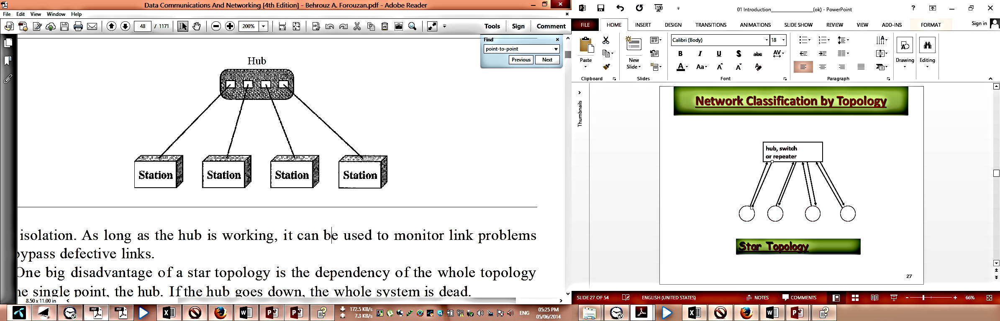 Data Communications And Networking [4th Edition] - Behrouz A. Forouzan.pdf - Adobe Reader
File Edit View Window Help
48 / 1171 200% Tools Sign Comment
Find
point-to-point
Previous Next
Hub
Station Station Station Station
isolation. As long as the hub is working, it can be used to monitor link problems
bypass defective links.
One big disadvantage of a star topology is the dependency of the whole topology
single point, the hub. If the hub goes down, the whole system is dead.
8.50 x 11.00 in
172.5 KB/s
7.3 KB/s
ENG
05:25 PM
05/06/2014
01 Introduction________________(ok) - PowerPoint
FILE HOME INSERT DESIGN TRANSITIONS ANIMATIONS SLIDE SHOW REVIEW VIEW ADD-INS FORMAT Sign in
Calibri (Body) 18
Paste New Slide Drawing Editing
Clipboard Slides Font Paragraph
Thumbnails
Network Classification by Topology
hub, switch
or repeater
Star Topology
27
SLIDE 27 OF 54 ENGLISH (UNITED STATES) NOTES COMMENTS 66%